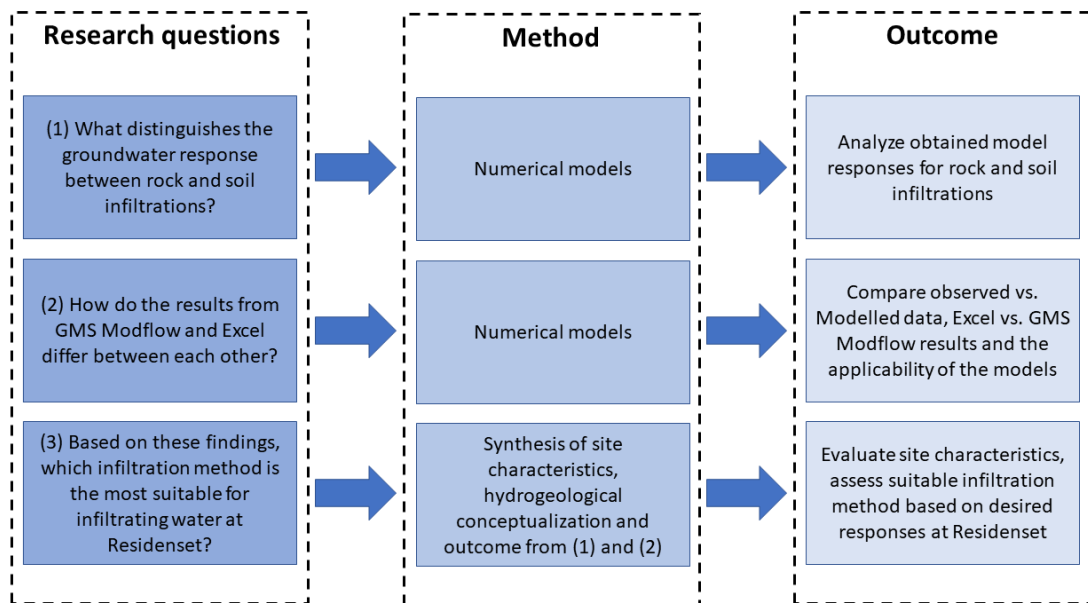 Research questions
Method
Outcome
(1) What distinguishes the
groundwater response
between rock and soil
infiltrations?
Numerical models
Analyze obtained model
responses for rock and soil
infiltrations
(2) How do the results from
GMS Modflow and Excel
differ between each other?
Numerical models
Compare observed vs.
Modelled data, Excel vs. GMS
Modflow results and the
applicability of the models
(3) Based on these findings,
which infiltration method is
the most suitable for
infiltrating water at
Residenset?
Synthesis of site
characteristics,
hydrogeological
conceptualization and
outcome from (1) and (2)
Evaluate site characteristics,
assess suitable infiltration
method based on desired
responses at Residenset